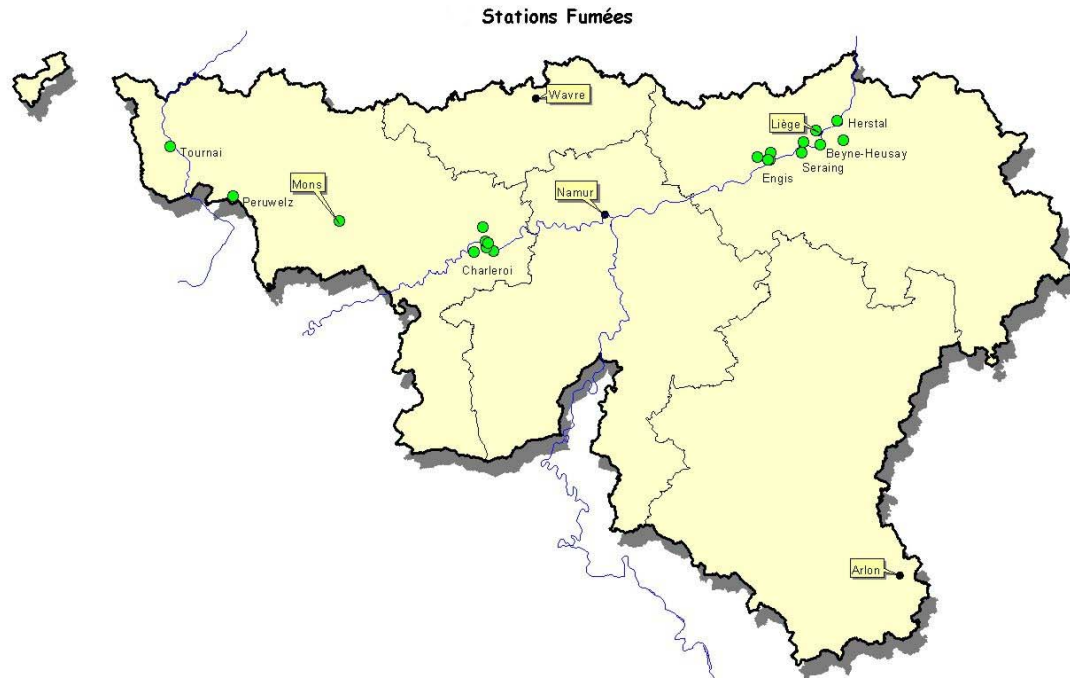 Stations Fumées
Wavre
Liège
Herstal
Tournai
Beyne-Heusay
Seraing
Engis
Mons
Namur
Peruwelz
Charleroi
Arlon